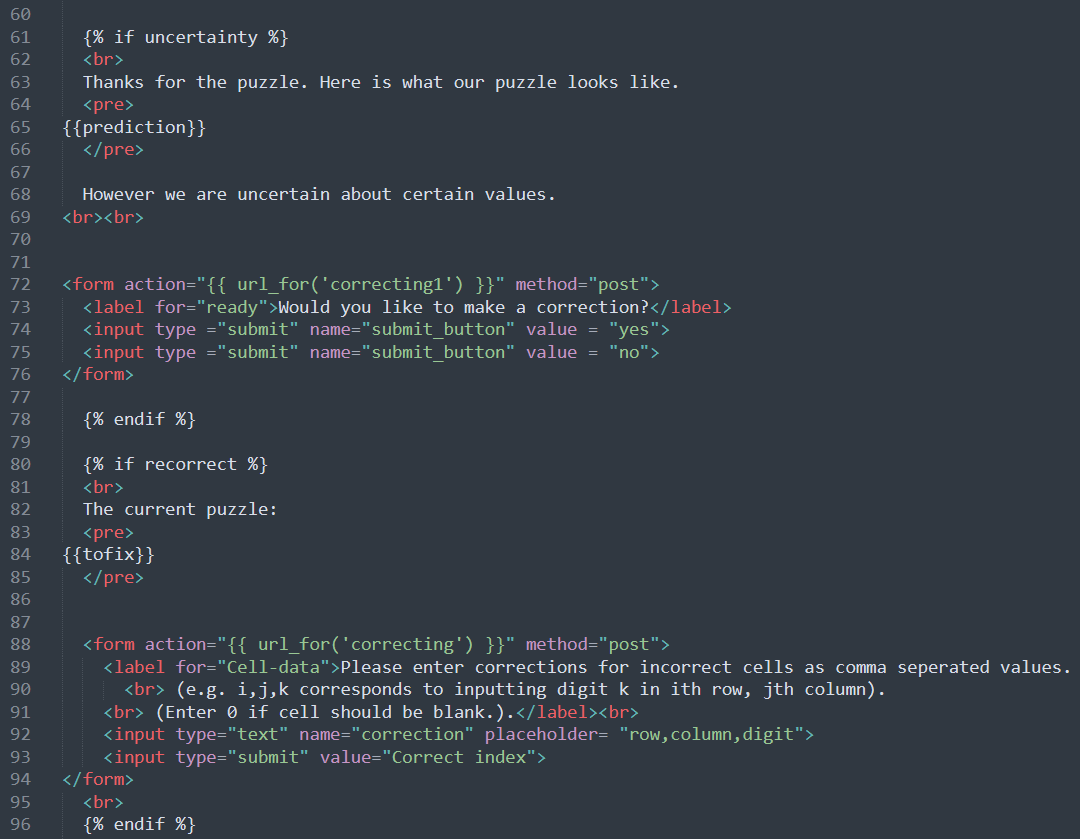 60
61 {% if uncertainty %}
62 <br>
63 Thanks for the puzzle. Here is what our puzzle looks like.
64 <pre>
65 {{prediction}}
66 </pre>
67
68 However we are uncertain about certain values.
69 <br><br>
70
71
72 <form action="{{ url_for('correcting1') }}" method="post">
73 <label for="ready">Would you like to make a correction?</label>
74 <input type ="submit" name="submit_button" value = "yes">
75 <input type ="submit" name="submit_button" value = "no">
76 </form>
77
78 {% endif %}
79
80 {% if recorrect %}
81 <br>
82 The current puzzle:
83 <pre>
84 {{tofix}}
85 </pre>
86
87
88 <form action="{{ url_for('correcting') }}" method="post">
89 <label for="Cell-data">Please enter corrections for incorrect cells as comma seperated values.
90 <br> (e.g. i,j,k corresponds to inputting digit k in ith row, jth column).
91 <br> (Enter 0 if cell should be blank.).</label><br>
92 <input type="text" name="correction" placeholder= "row,column,digit">
93 <input type="submit" value="Correct index">
94 </form>
95 <br>
96 {% endif %}